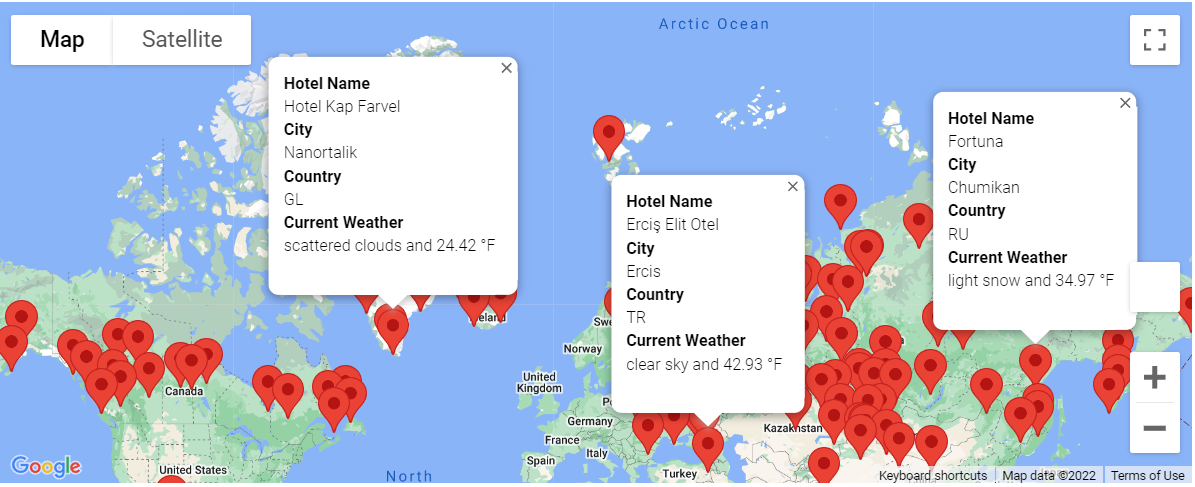 Arctic Ocean
Map
Satellite
Hotel Name
Hotel Kap Farvel
City
Nanortalik
Country
GL
Current Weather
scattered clouds and 24.42 °F
Hotel Name
Erciş Elit Otel
City
Ercis
Country
TR
Current Weather
clear sky and 42.93 °F
Hotel Name
Fortuna
City
Chumikan
Country
RU
Current Weather
light snow and 34.97 °F
Norway
United
Kingdom
Canada
Germany
France
Kazakhstan
Italy
Spain
Turkey
United States
North
Google
Keyboard shortcuts
Map data ©2022
Terms of Use